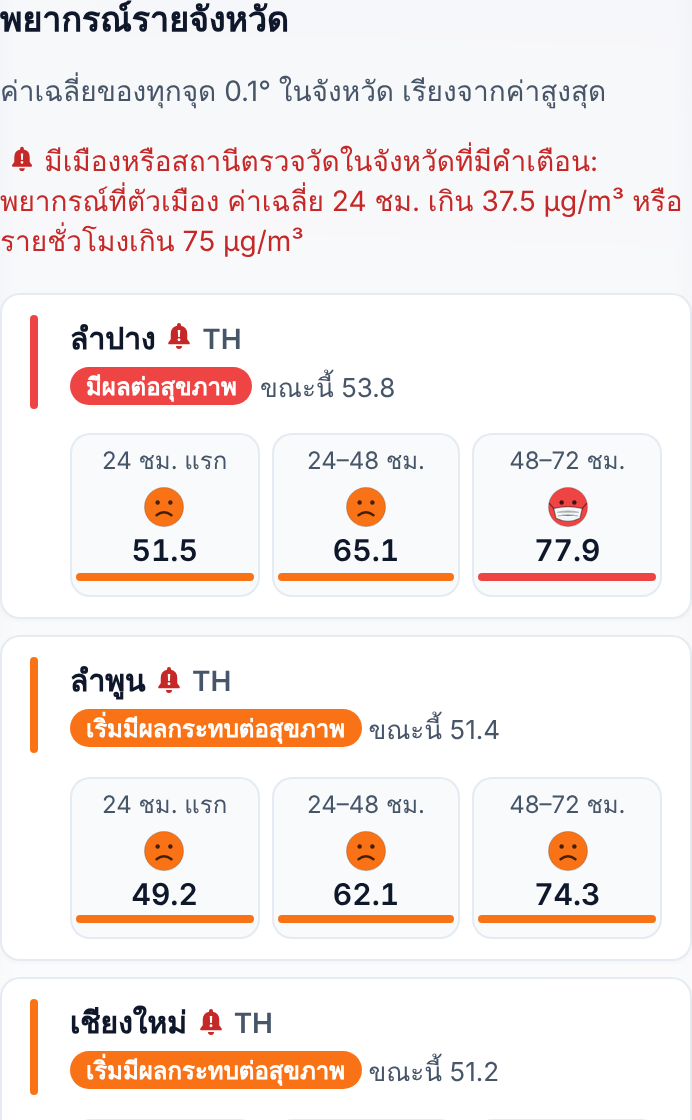 พยากรณ์รายจังหวัด
ค่าเฉลี่ยของทุกจุด 0.1° ในจังหวัด เรียงจากค่าสูงสุด
มีเมืองหรือสถานีตรวจวัดในจังหวัดที่มีคำเตือน:
พยากรณ์ที่ตัวเมือง ค่าเฉลี่ย 24 ชม. เกิน 37.5 µg/m³ หรือ
รายชั่วโมงเกิน 75 µg/m³
ลำปาง TH
มีผลต่อสุขภาพ ขณะนี้ 53.8
24 ชม. แรก 24–48 ชม. 48–72 ชม.
51.5 65.1 77.9
ลำพูน TH
เริ่มมีผลกระทบต่อสุขภาพ ขณะนี้ 51.4
24 ชม. แรก 24–48 ชม. 48–72 ชม.
49.2 62.1 74.3
เชียงใหม่ TH
เริ่มมีผลกระทบต่อสุขภาพ ขณะนี้ 51.2